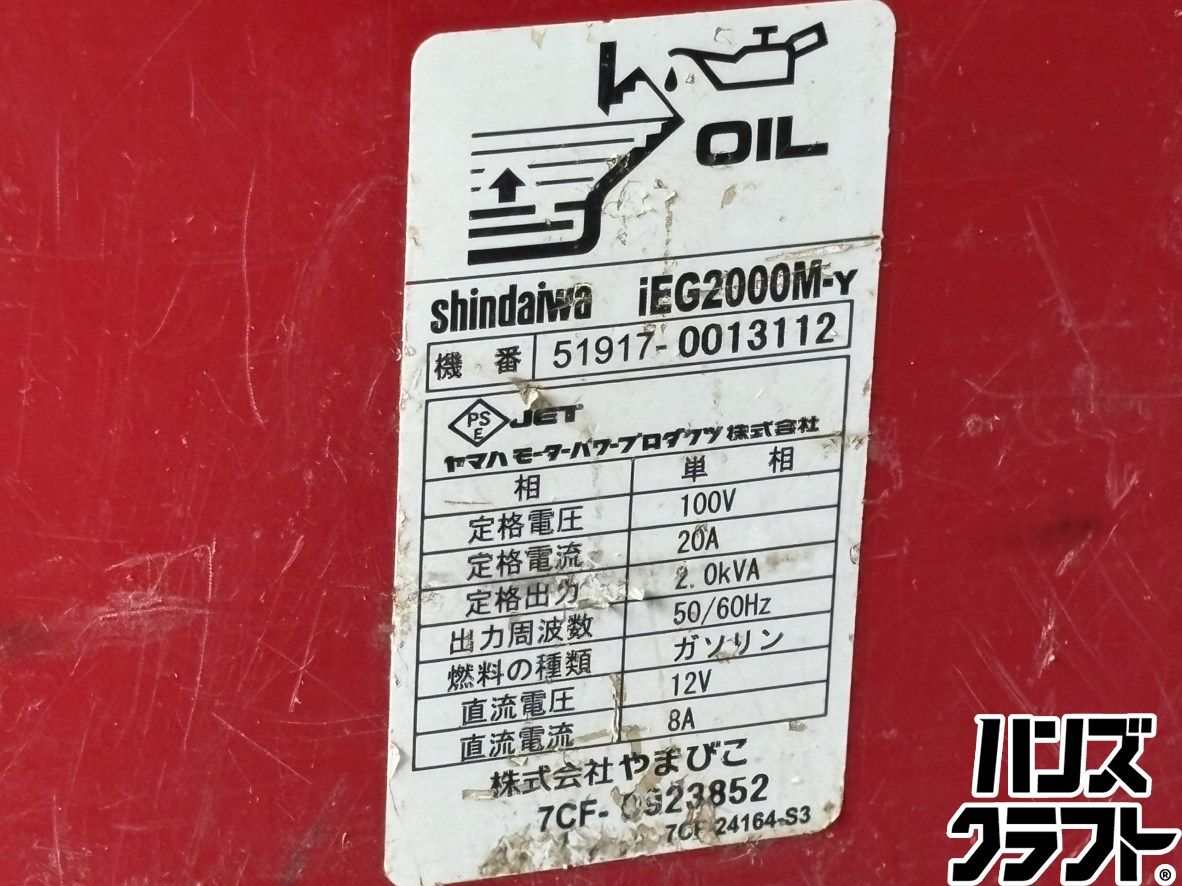 OIL
shindaiwa iEG2000M-Y
機番 51917-0013112
PS E JET
ヤマハモーターパワープロダクツ株式会社
相 単相
定格電圧 100V
定格電流 20A
定格出力 2.0kVA
出力周波数 50/60Hz
燃料の種類 ガソリン
直流電圧 12V
直流電流 8A
株式会社やまびこ
7CF-
24164-S3
ハンズ
クラフト®